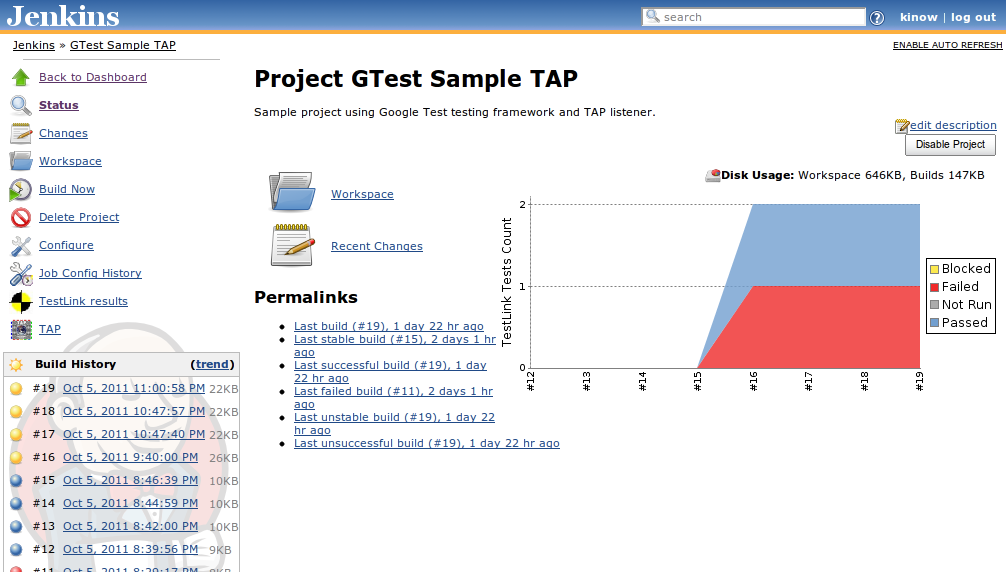 Jenkins
search
kinow | log out
Jenkins » GTest Sample TAP
ENABLE AUTO REFRESH
Back to Dashboard
Status
Changes
Workspace
Build Now
Delete Project
Configure
Job Config History
TestLink results
TAP
Build History (trend)
#19 Oct 5, 2011 11:00:58 PM 22KB
#18 Oct 5, 2011 10:47:57 PM 22KB
#17 Oct 5, 2011 10:47:40 PM 22KB
#16 Oct 5, 2011 9:40:00 PM 26KB
#15 Oct 5, 2011 8:46:39 PM 10KB
#14 Oct 5, 2011 8:44:59 PM 10KB
#13 Oct 5, 2011 8:42:00 PM 10KB
#12 Oct 5, 2011 8:39:56 PM 9KB
#11 Oct 5, 2011 8:29:17 PM
Project GTest Sample TAP
Sample project using Google Test testing framework and TAP listener.
edit description
Disable Project
Disk Usage: Workspace 646KB, Builds 147KB
Workspace
Recent Changes
Permalinks
Last build (#19), 1 day 22 hr ago
Last stable build (#15), 2 days 1 hr
ago
Last successful build (#19), 1 day
22 hr ago
Last failed build (#11), 2 days 1 hr
ago
Last unstable build (#19), 1 day 22
hr ago
Last unsuccessful build (#19), 1 day 22 hr ago
TestLink Tests Count
2
1
0
#12 #13 #14 #15 #16 #17 #18 #19
Blocked
Failed
Not Run
Passed